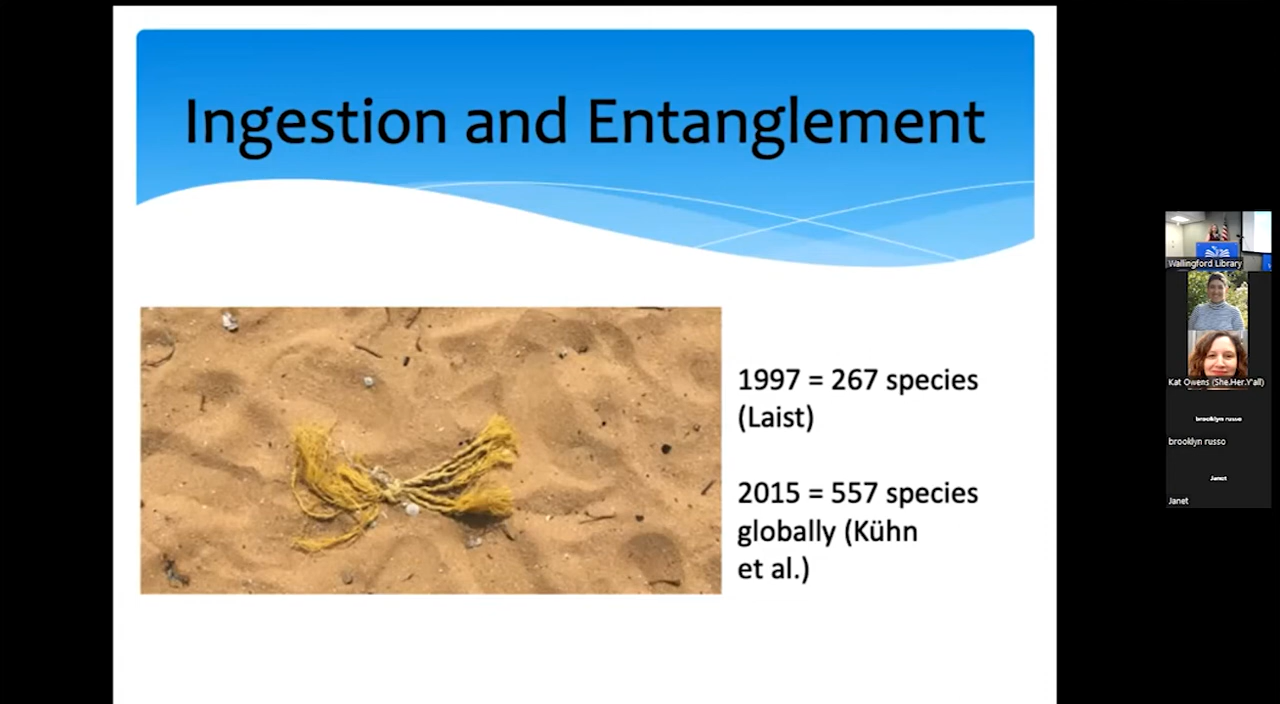 Ingestion and Entanglement
1997 = 267 species
(Laist)
2015 = 557 species
globally (Kühn
et al.)
Wallingford Library
Kat Owens (She.Her.Y'all)
brooklyn russo
brooklyn russo
Janet
Janet